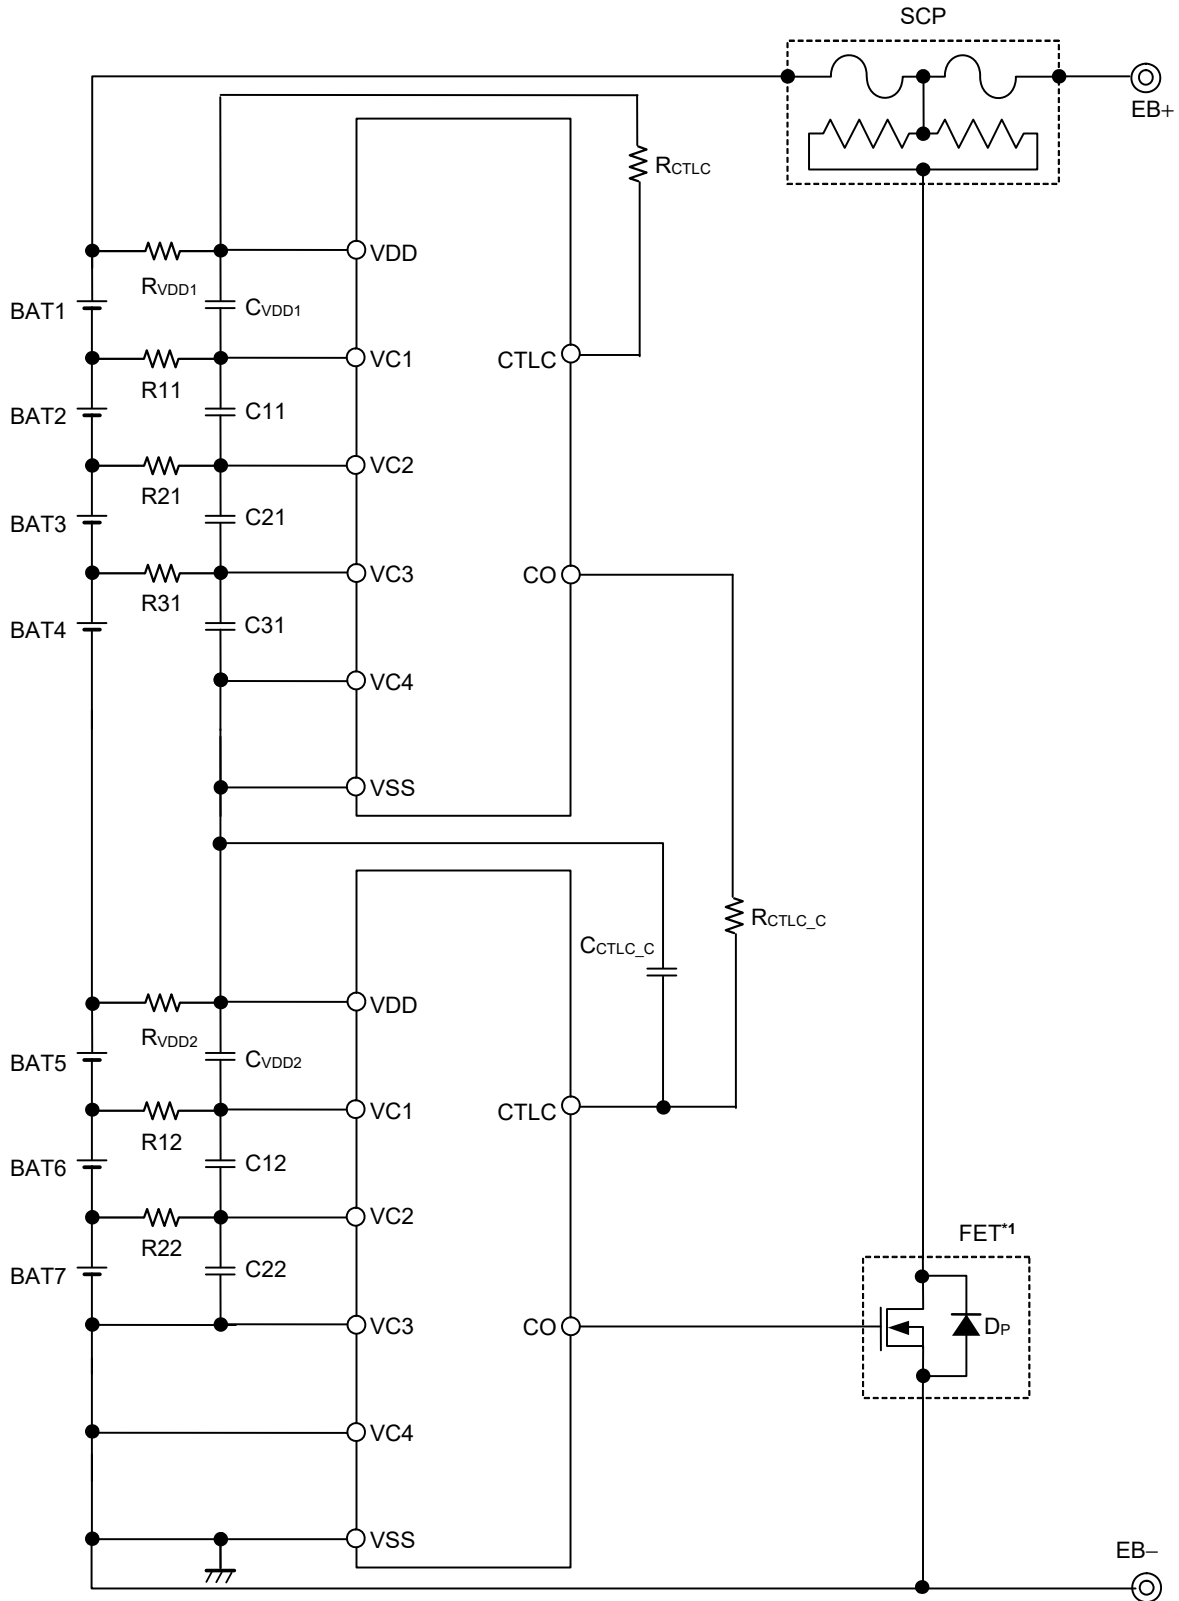 SCP
EB+
RCTLC
VDD
RVDD1
BAT1
CVDD1
VC1
CTLC
R11
BAT2
C11
VC2
R21
BAT3
C21
VC3
CO
R31
BAT4
C31
VC4
VSS
RCTLC_C
CCTLC_C
VDD
RVDD2
BAT5
CVDD2
VC1
CTLC
R12
BAT6
C12
VC2
R22
FET*1
BAT7
C22
VC3
CO
DP
VC4
VSS
EB−